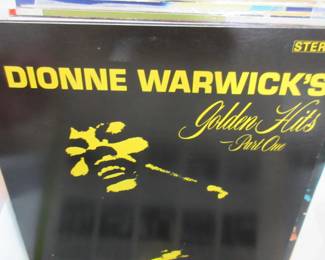 STER
DIONNE WARWICK'S
Golden Hits
~Part One